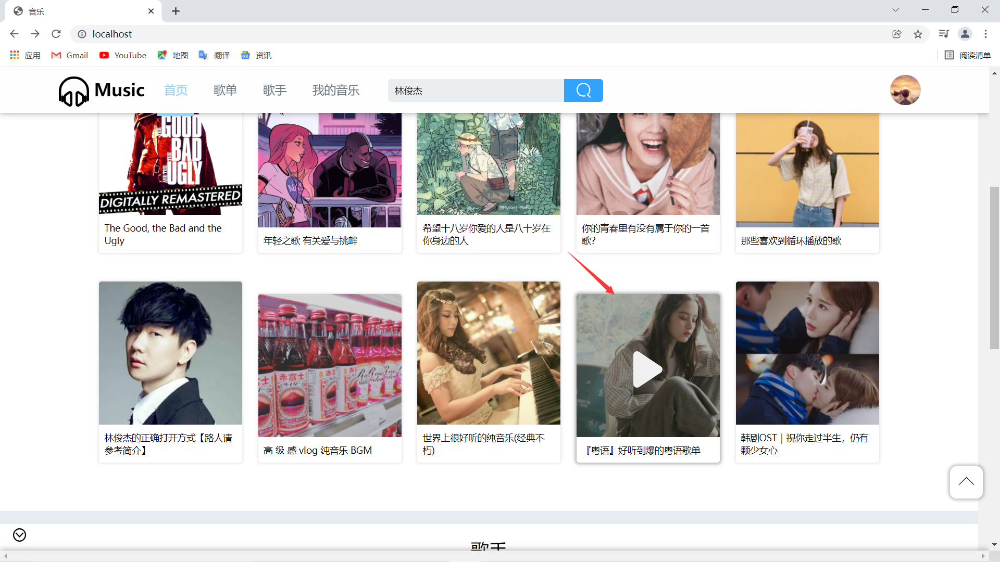 音乐
localhost
应用
Gmail
YouTube
地图
翻译
资讯
阅读清单
Music
首页
歌单
歌手
我的音乐
林俊杰
THE GOOD
THE BAD
AND THE UGLY
DIGITALLY REMASTERED
The Good, the Bad and the
Ugly
年轻之歌 有关爱与挑衅
希望十八岁你爱的人是八十岁在
你身边的人
你的青春里有没有属于你的一首
歌?
那些喜欢到循环播放的歌
赤富士
サイダー
林俊杰的正确打开方式【路人请
参考简介】
高 级 感 vlog 纯音乐 BGM
世界上很好听的纯音乐(经典不
朽)
『粤语』好听到爆的粤语歌单
韩剧OST｜祝你走过半生，仍有
颗少女心
歌手